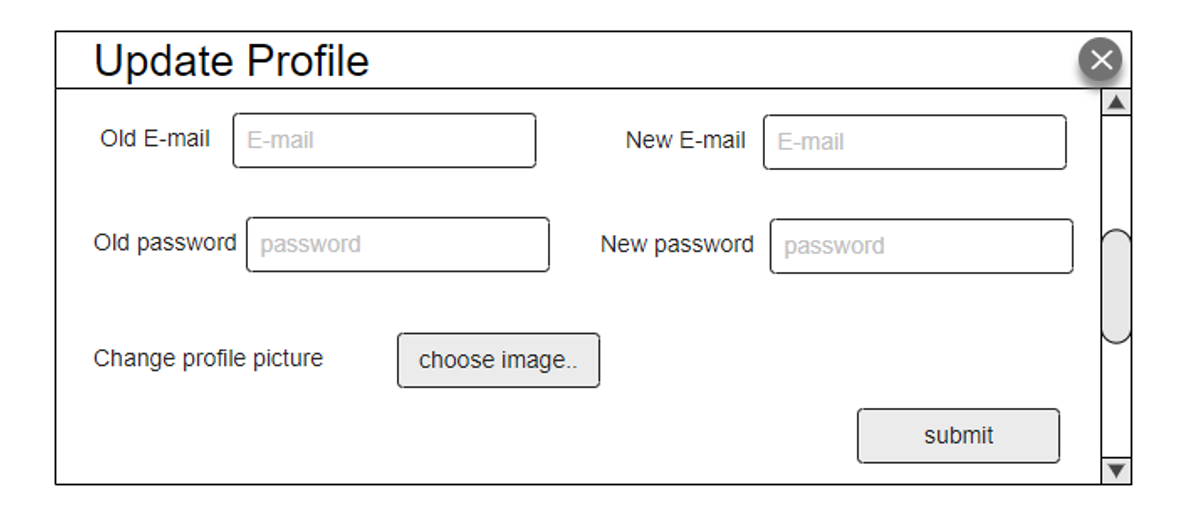 Update Profile
Old E-mail E-mail New E-mail E-mail
Old password password New password password
Change profile picture choose image..
submit